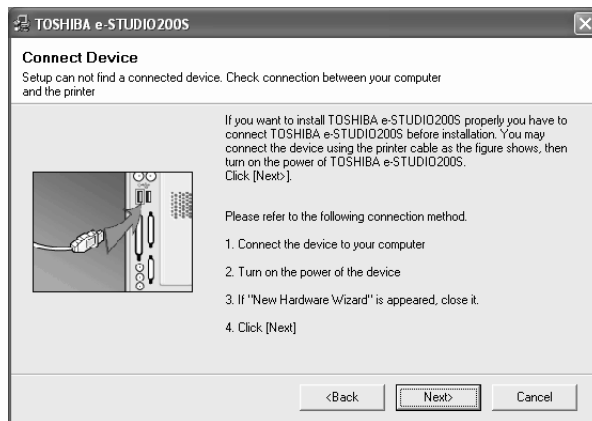 TOSHIBA e-STUDIO200S
Connect Device
Setup can not find a connected device. Check connection between your computer
and the printer
If you want to install TOSHIBA e-STUDIO200S properly you have to
connect TOSHIBA e-STUDIO200S before installation. You may
connect the device using the printer cable as the figure shows, then
turn on the power of TOSHIBA e-STUDIO200S.
Click [Next>].
Please refer to the following connection method.
1. Connect the device to your computer
2. Turn on the power of the device
3. If "New Hardware Wizard" is appeared, close it.
4. Click [Next]
<Back
Next>
Cancel